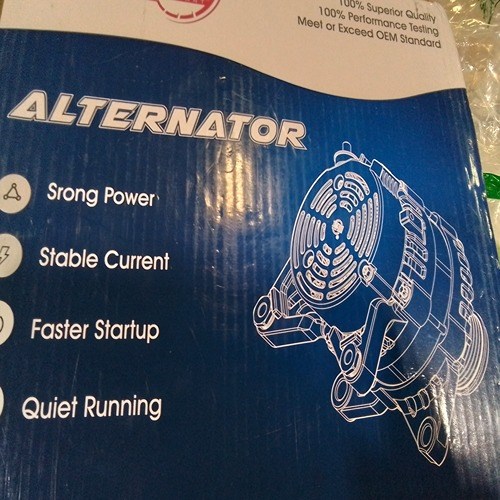 100% Superior Quality
100% Performance Testing
Meet or Exceed OEM Standard
ALTERNATOR
Srong Power
Stable Current
Faster Startup
Quiet Running